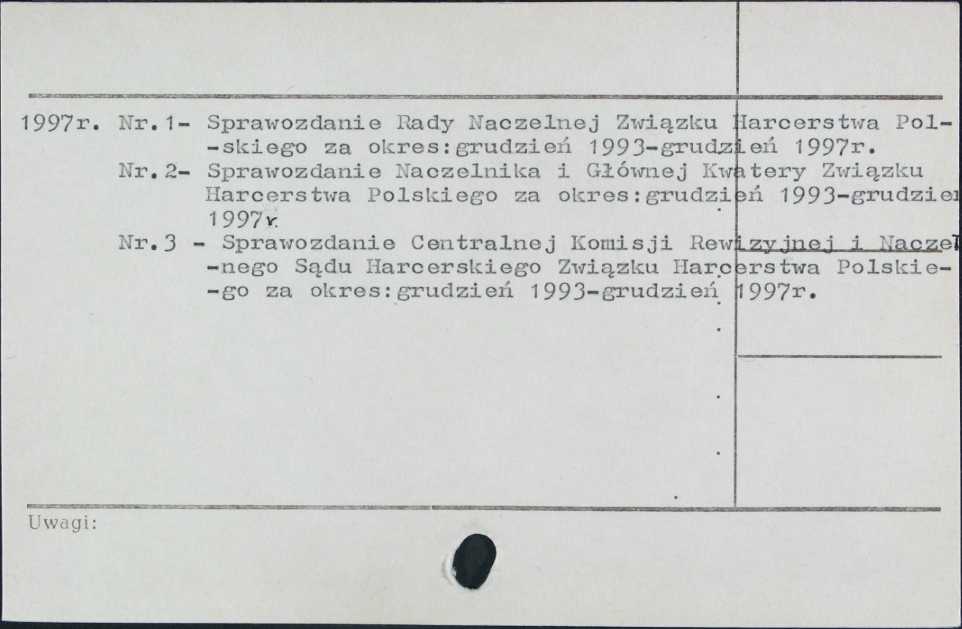 1997r. Nr.1- Sprawozdanie Rady Naczelnej Związku Harcerstwa Pol-
-skiego za okres:grudzień 1993-grudzień 1997r.
Nr.2- Sprawozdanie Naczelnika i Głównej Kwatery Związku
Harcerstwa Polskiego za okres:grudzień 1993-grudzień
1997r.
Nr.3 - Sprawozdanie Centralnej Komisji Rewizyjnej i Naczel
-nego Sądu Harcerskiego Związku Harcerstwa Polskie-
-go za okres:grudzień 1993-grudzień 1997r.
Uwagi: